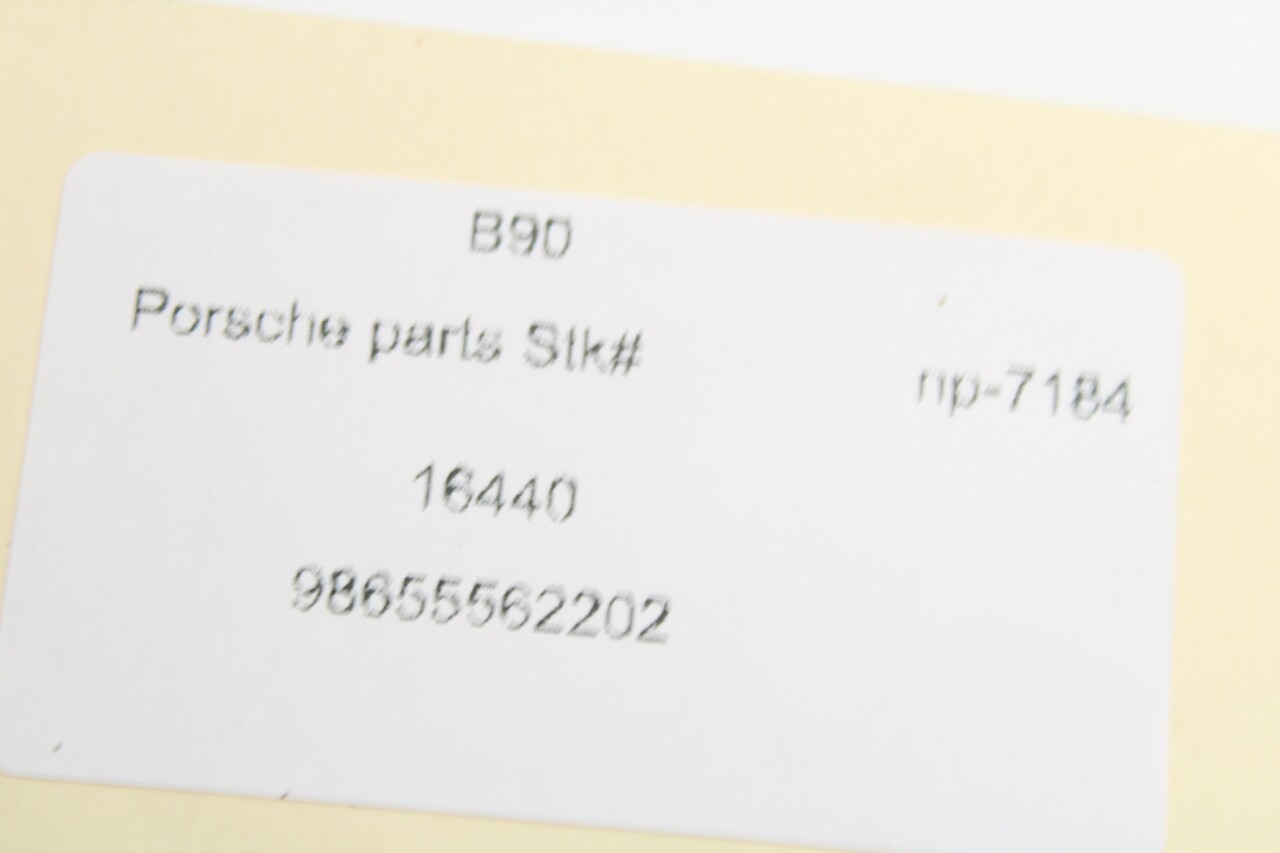 B90
Porsche parts Stk#
np-7184
16440
98655562202